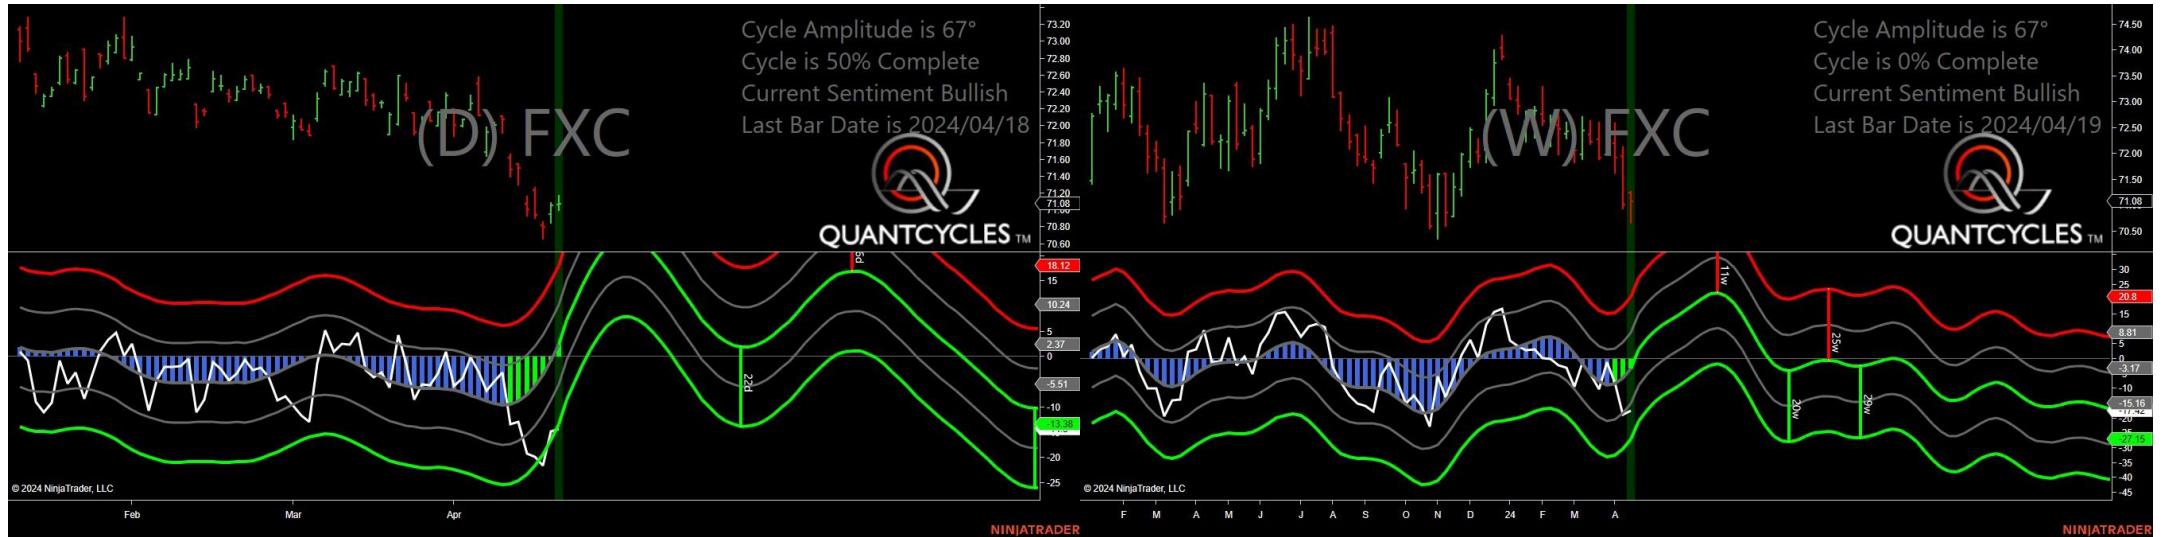 Cycle Amplitude is 67°
Cycle is 50% Complete
Current Sentiment Bullish
Last Bar Date is 2024/04/18
(D) FXC
QUANTCYCLES TM
73.20
73.00
72.80
72.60
72.40
72.20
72.00
71.80
71.60
71.40
71.20
71.08
70.80
70.60
5d
18.12
15
10.24
5
2.37
0
-5.51
22d
-10
-13.38
-20
-25
© 2024 NinjaTrader, LLC
Feb
Mar
Apr
NINJATRADER
Cycle Amplitude is 67°
Cycle is 0% Complete
Current Sentiment Bullish
Last Bar Date is 2024/04/19
(W) FXC
QUANTCYCLES TM
74.50
74.00
73.50
73.00
72.50
72.00
71.50
71.08
70.50
11w
30
25
20.8
15
8.81
5
25w
0
-3.17
-10
-15.16
-17.42
20w
29w
-27.15
-30
-35
-40
-45
© 2024 NinjaTrader, LLC
F
M
A
M
J
J
A
S
O
N
D
24
F
M
A
NINJATRADER